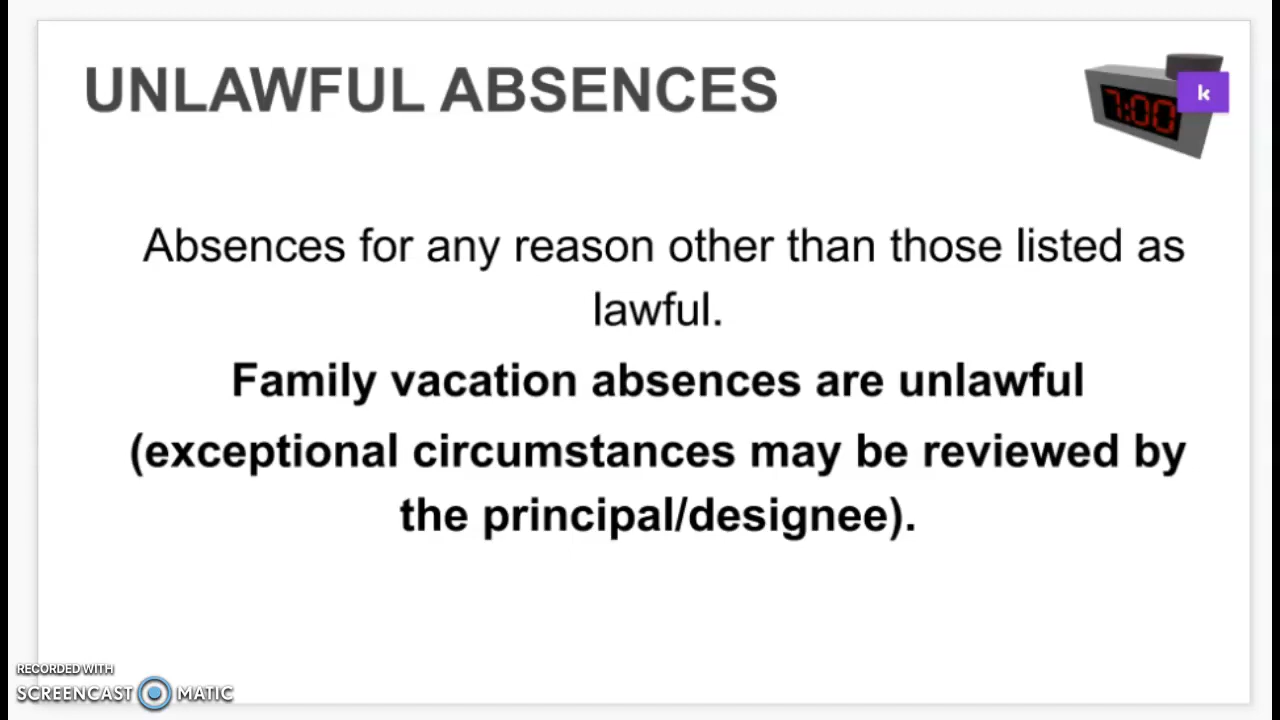 UNLAWFUL ABSENCES
7:00
k
Absences for any reason other than those listed as
lawful.
Family vacation absences are unlawful
(exceptional circumstances may be reviewed by
the principal/designee).
RECORDED WITH
SCREENCAST MATIC